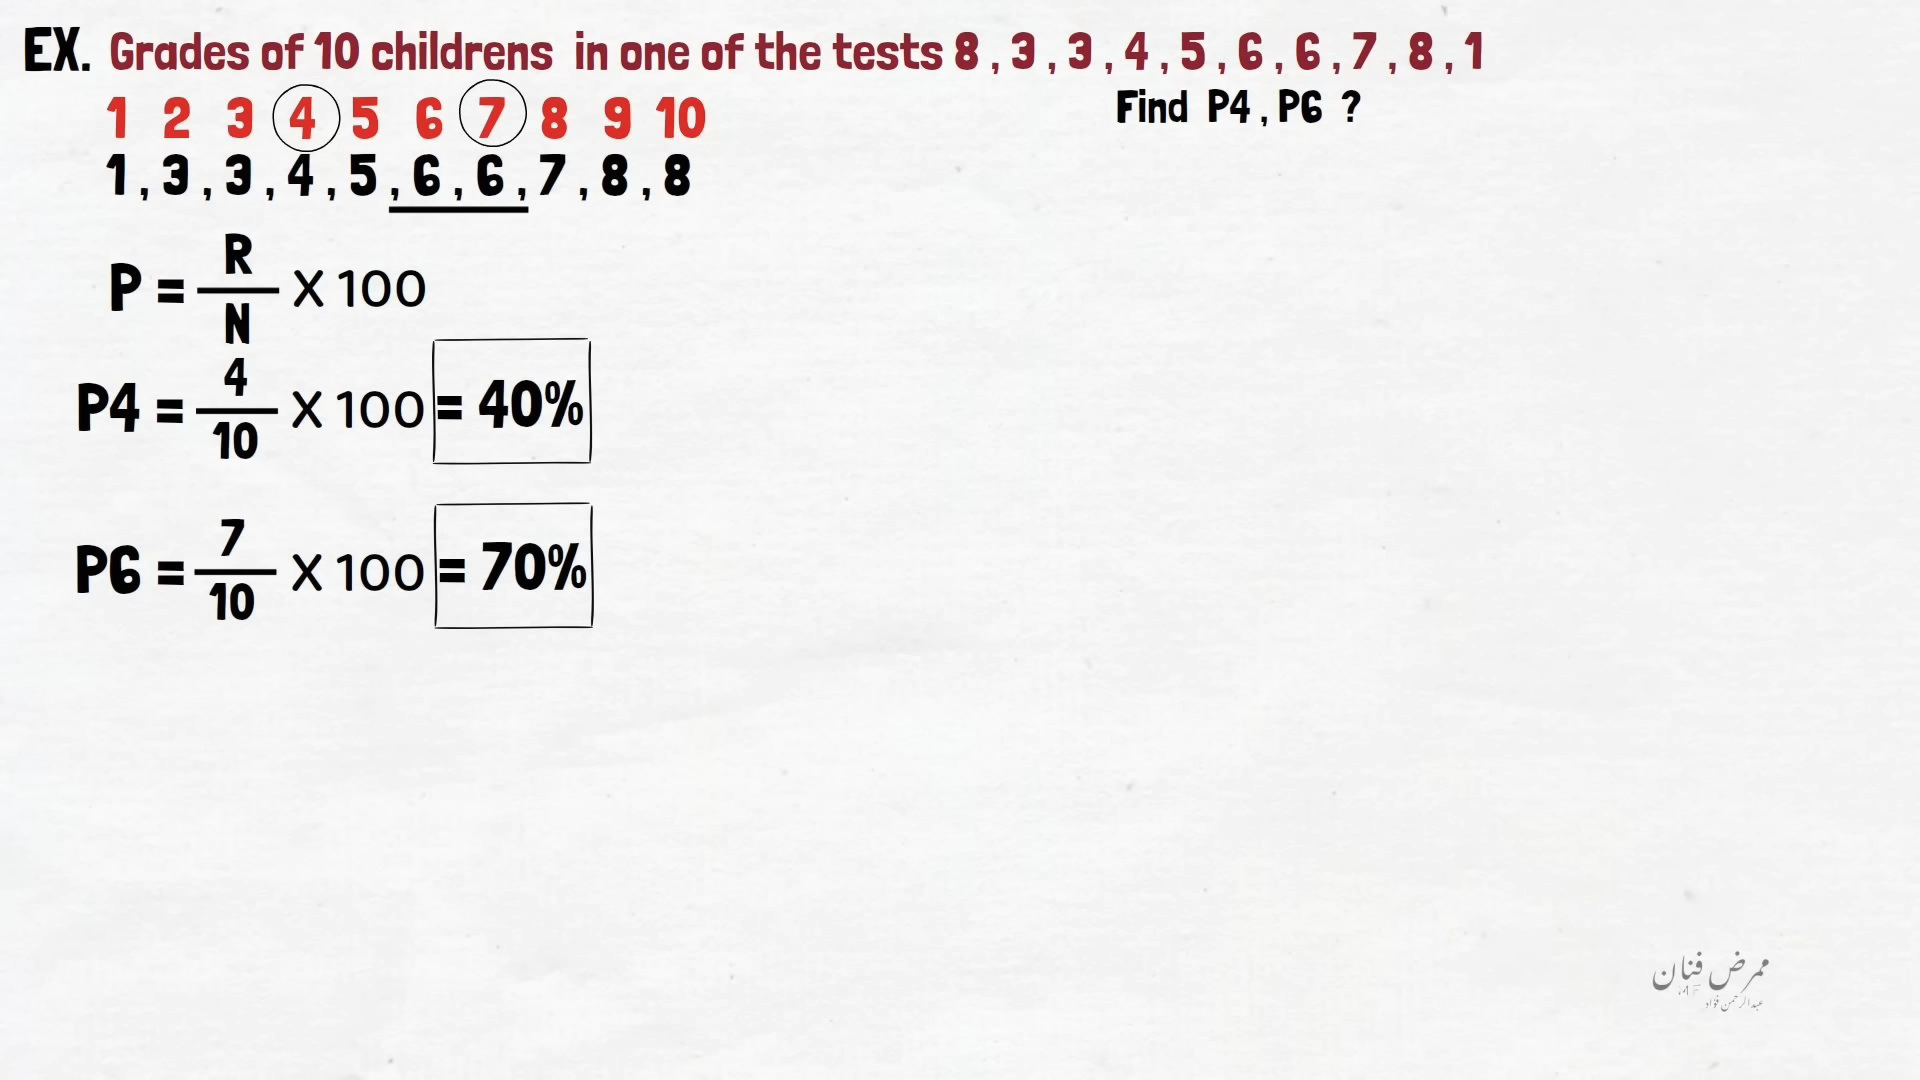 EX. Grades of 10 childrens in one of the tests 8 , 3 , 3 , 4 , 5 , 6 , 6 , 7 , 8 , 1
Find P4 , P6 ?
1 2 3 4 5 6 7 8 9 10
1 , 3 , 3 , 4 , 5 , 6 , 6 , 7 , 8 , 8
P = R/N X 100
P4 = 4/10 X 100 = 40%
P6 = 7/10 X 100 = 70%
ممرض فنان
عبدالرحمن فؤاد